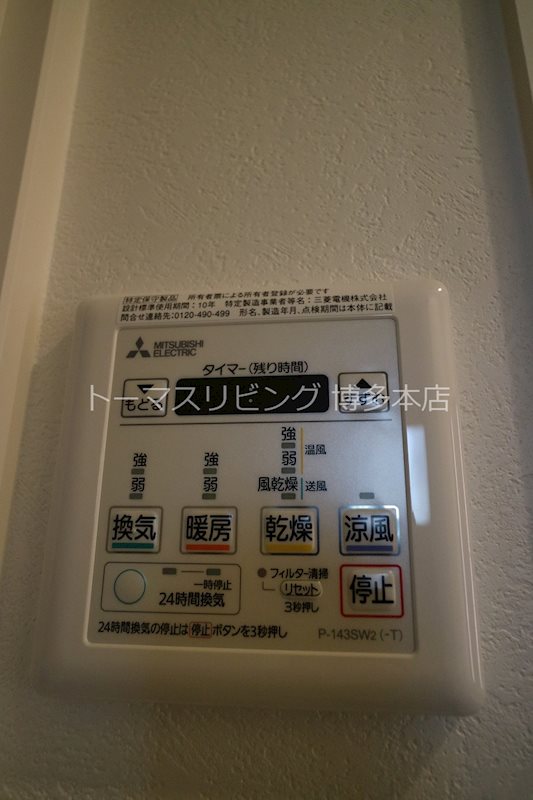 特定保守製品 所有者票による所有者登録が必要です
設計標準使用期間：10年 特定製造事業者等名：三菱電機株式会社
問合せ連絡先：0120-490-499 形名、製造年月、点検期間は本体に記載
MITSUBISHI
ELECTRIC
タイマー（残り時間）
もどる すすむ
トーマスリビング 博多本店
強 強 強 温風
弱 弱 弱
風乾燥 送風
換気 暖房 乾燥 涼風
一時停止
24時間換気
フィルター清掃
リセット
3秒押し
停止
24時間換気の停止は停止ボタンを3秒押し
P-143SW2（-T）